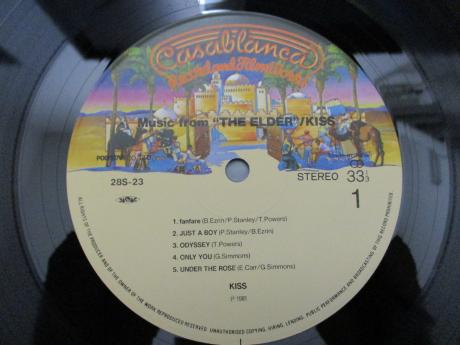 Casablanca
Record and FilmWorks
Music from "THE ELDER"/KISS
28S-23
STEREO 33 1/3
1
1. fanfare (B.Ezrin/P.Stanley/T.Powers)
2. JUST A BOY (P.Stanley/B.Ezrin)
3. ODYSSEY (T.Powers)
4. ONLY YOU (G.Simmons)
5. UNDER THE ROSE (E.Carr/G.Simmons)
KISS
Ⓟ 1981
ALL RIGHTS OF THE PRODUCER AND OF THE OWNER OF THE WORK REPRODUCED RESERVED. UNAUTHORISED COPYING, HIRING, LENDING, PUBLIC PERFORMANCE AND BROADCASTING OF THIS RECORD PROHIBITED.